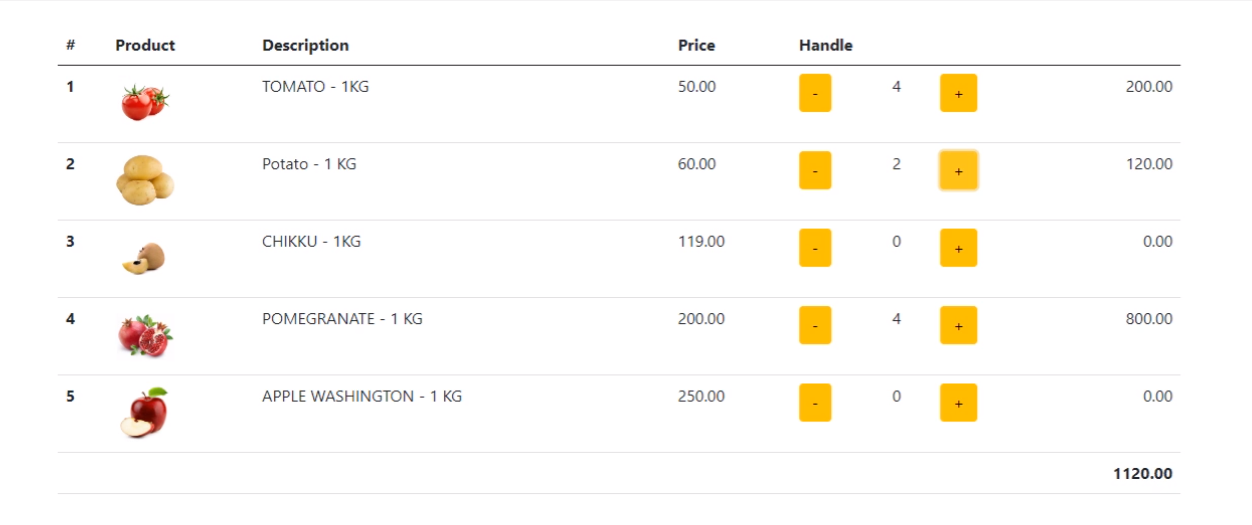 # Product Description Price Handle
1 TOMATO - 1KG 50.00 - 4 + 200.00
2 Potato - 1 KG 60.00 - 2 + 120.00
3 CHIKKU - 1KG 119.00 - 0 + 0.00
4 POMEGRANATE - 1 KG 200.00 - 4 + 800.00
5 APPLE WASHINGTON - 1 KG 250.00 - 0 + 0.00
1120.00